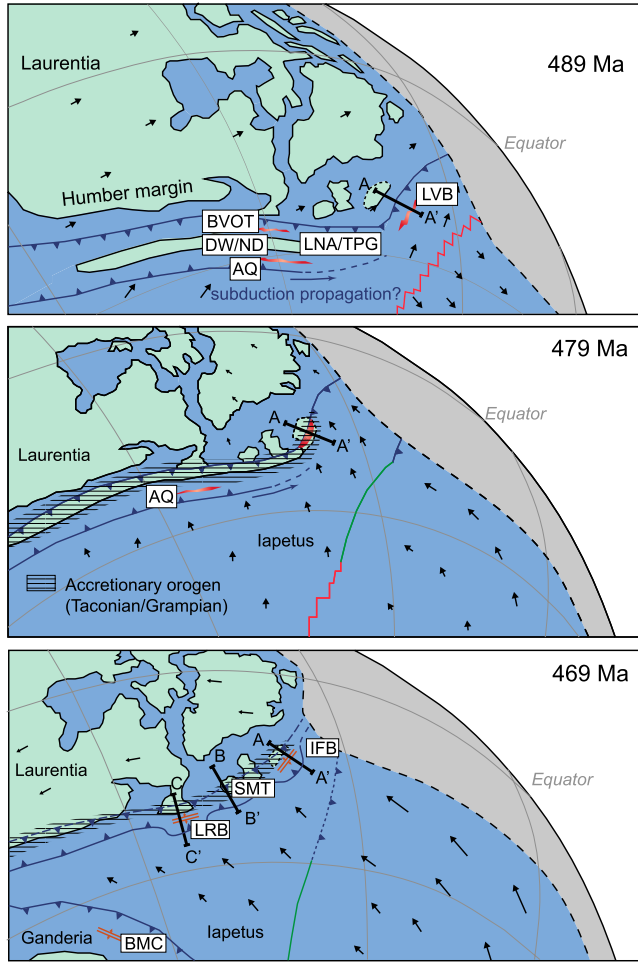 Laurentia
489 Ma
Equator
Humber margin
A
LVB
A'
BVOT
DW/ND
LNA/TPG
AQ
subduction propagation?
479 Ma
Equator
A
A'
Laurentia
AQ
Iapetus
Accretionary orogen
(Taconian/Grampian)
469 Ma
A
IFB
B
A'
Laurentia
Equator
C
SMT
B'
LRB
C'
Ganderia
BMC
Iapetus